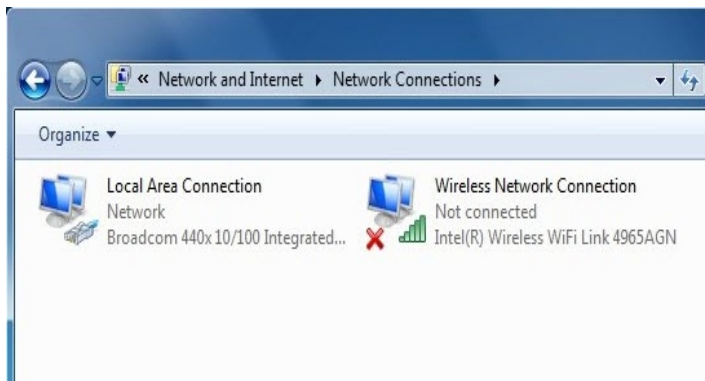 « Network and Internet ▸ Network Connections ▸
Organize ▾
Local Area Connection
Network
Broadcom 440x 10/100 Integrated...
Wireless Network Connection
Not connected
Intel(R) Wireless WiFi Link 4965AGN